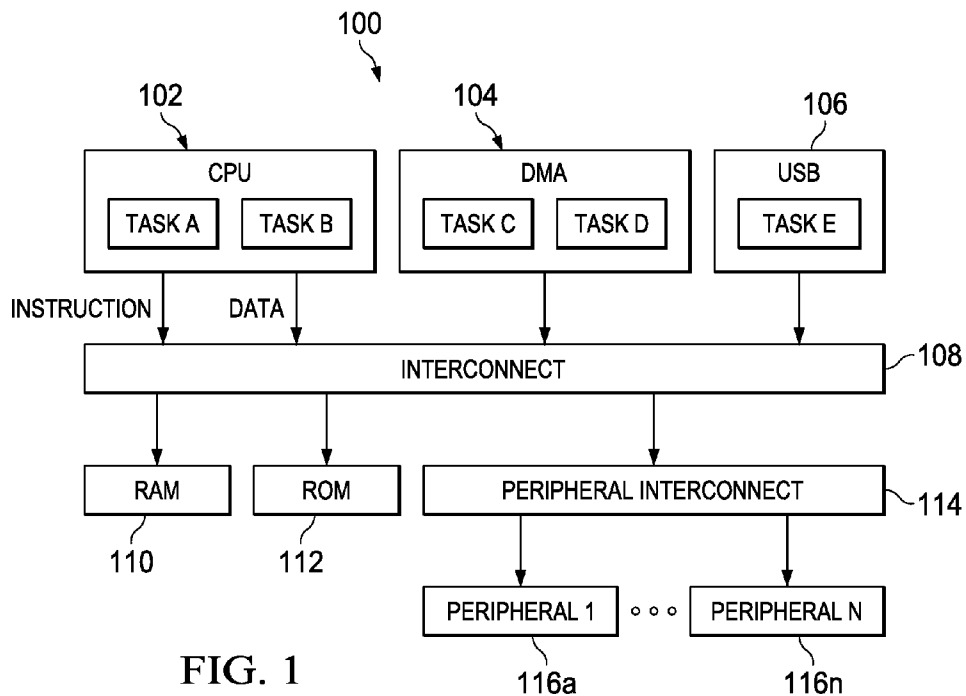 100
102
104
106
CPU
DMA
USB
TASK A
TASK B
TASK C
TASK D
TASK E
INSTRUCTION
DATA
INTERCONNECT
108
RAM
ROM
PERIPHERAL INTERCONNECT
114
110
112
PERIPHERAL 1
PERIPHERAL N
FIG. 1
116a
116n